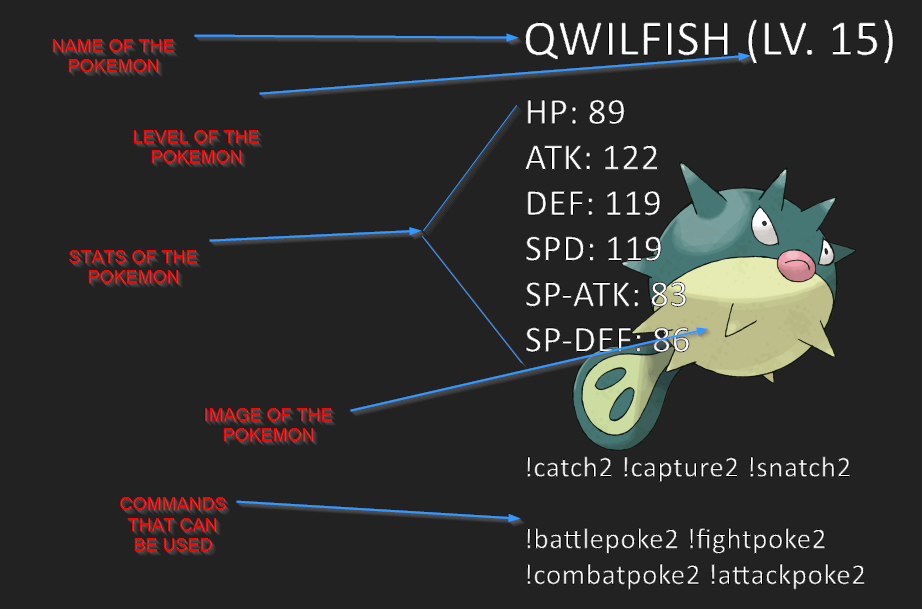 NAME OF THE
POKEMON
QWILFISH (LV. 15)
LEVEL OF THE
POKEMON
HP: 89
ATK: 122
DEF: 119
SPD: 119
SP-ATK: 83
SP-DEF: 86
STATS OF THE
POKEMON
IMAGE OF THE
POKEMON
!catch2 !capture2 !snatch2
COMMANDS
THAT CAN
BE USED
!battlepoke2 !fightpoke2
!combatpoke2 !attackpoke2